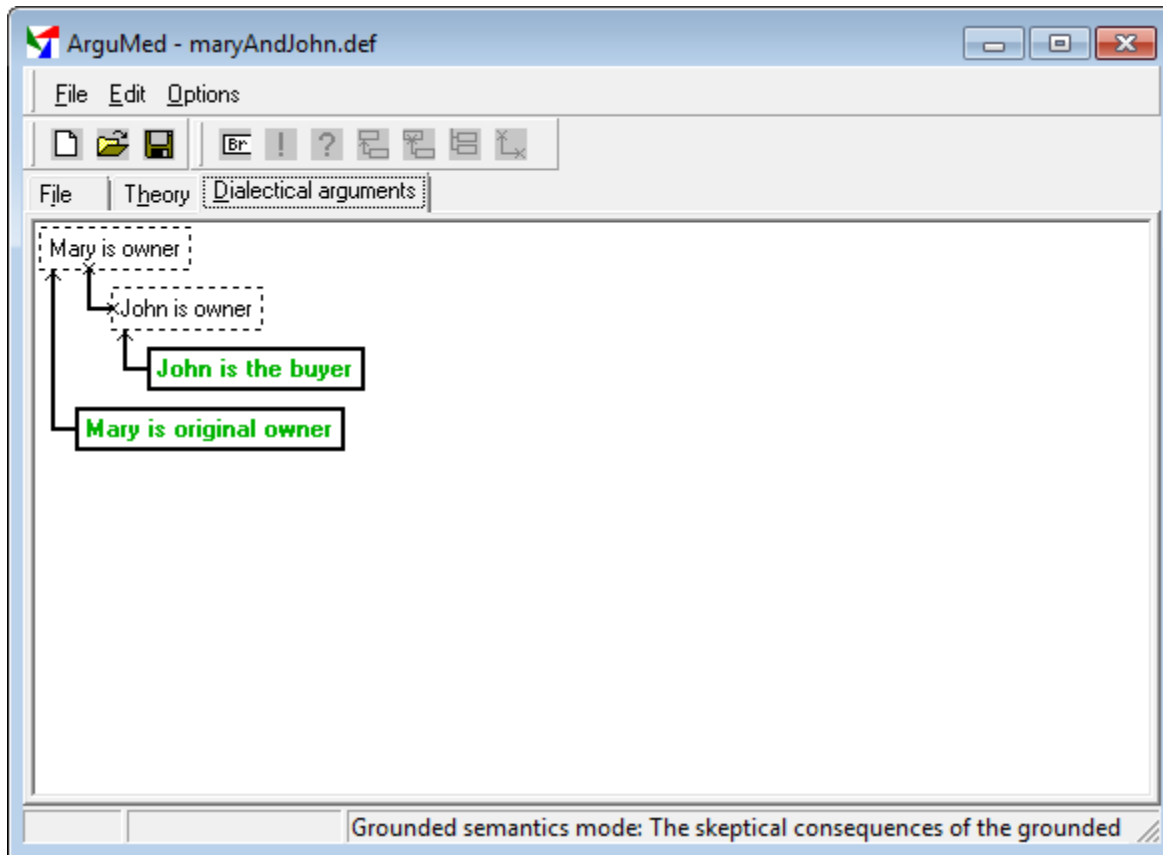 ArguMed - maryAndJohn.def
File Edit Options
Br ! ?
File Theory Dialectical arguments
Mary is owner
John is owner
John is the buyer
Mary is original owner
Grounded semantics mode: The skeptical consequences of the grounded